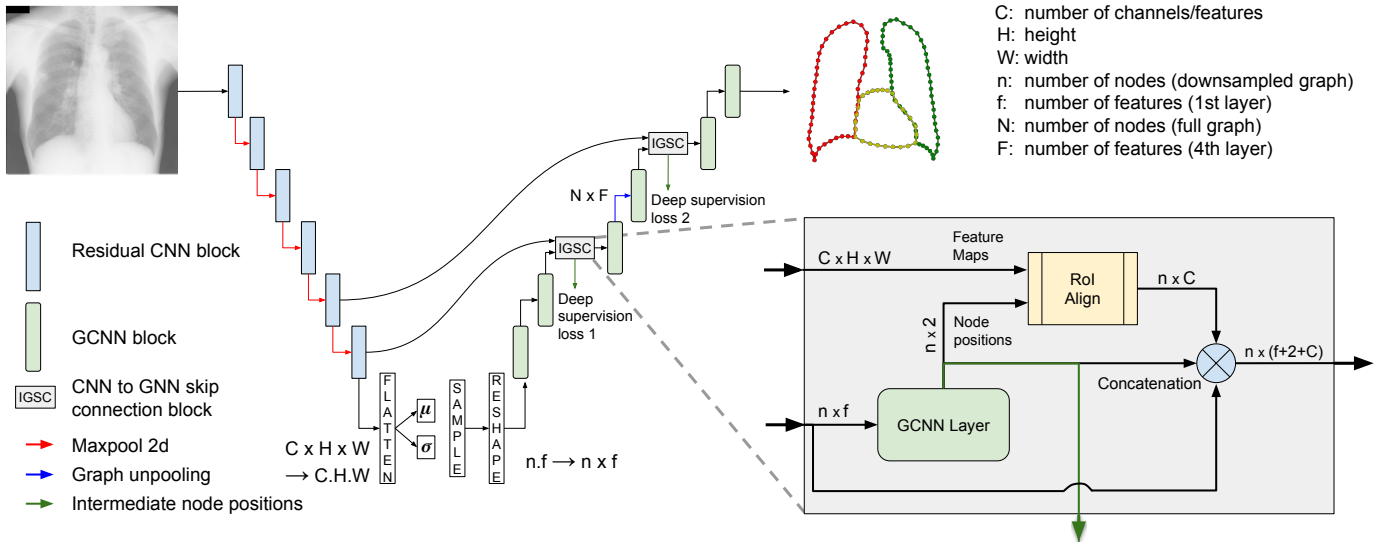 C: number of channels/features
H: height
W: width
n: number of nodes (downsampled graph)
f: number of features (1st layer)
N: number of nodes (full graph)
F: number of features (4th layer)
IGSC
N x F
Deep supervision
loss 2
IGSC
Deep
supervision
loss 1
Residual CNN block
GCNN block
IGSC
CNN to GNN skip
connection block
Maxpool 2d
Graph unpooling
Intermediate node positions
C x H x W
→ C.H.W
FLATTEN
μ
σ
SAMPLE
RESHAPE
n.f → n x f
C x H x W
Feature
Maps
RoI
Align
n x C
n x 2
Node
positions
Concatenation
n x (f+2+C)
n x f
GCNN Layer